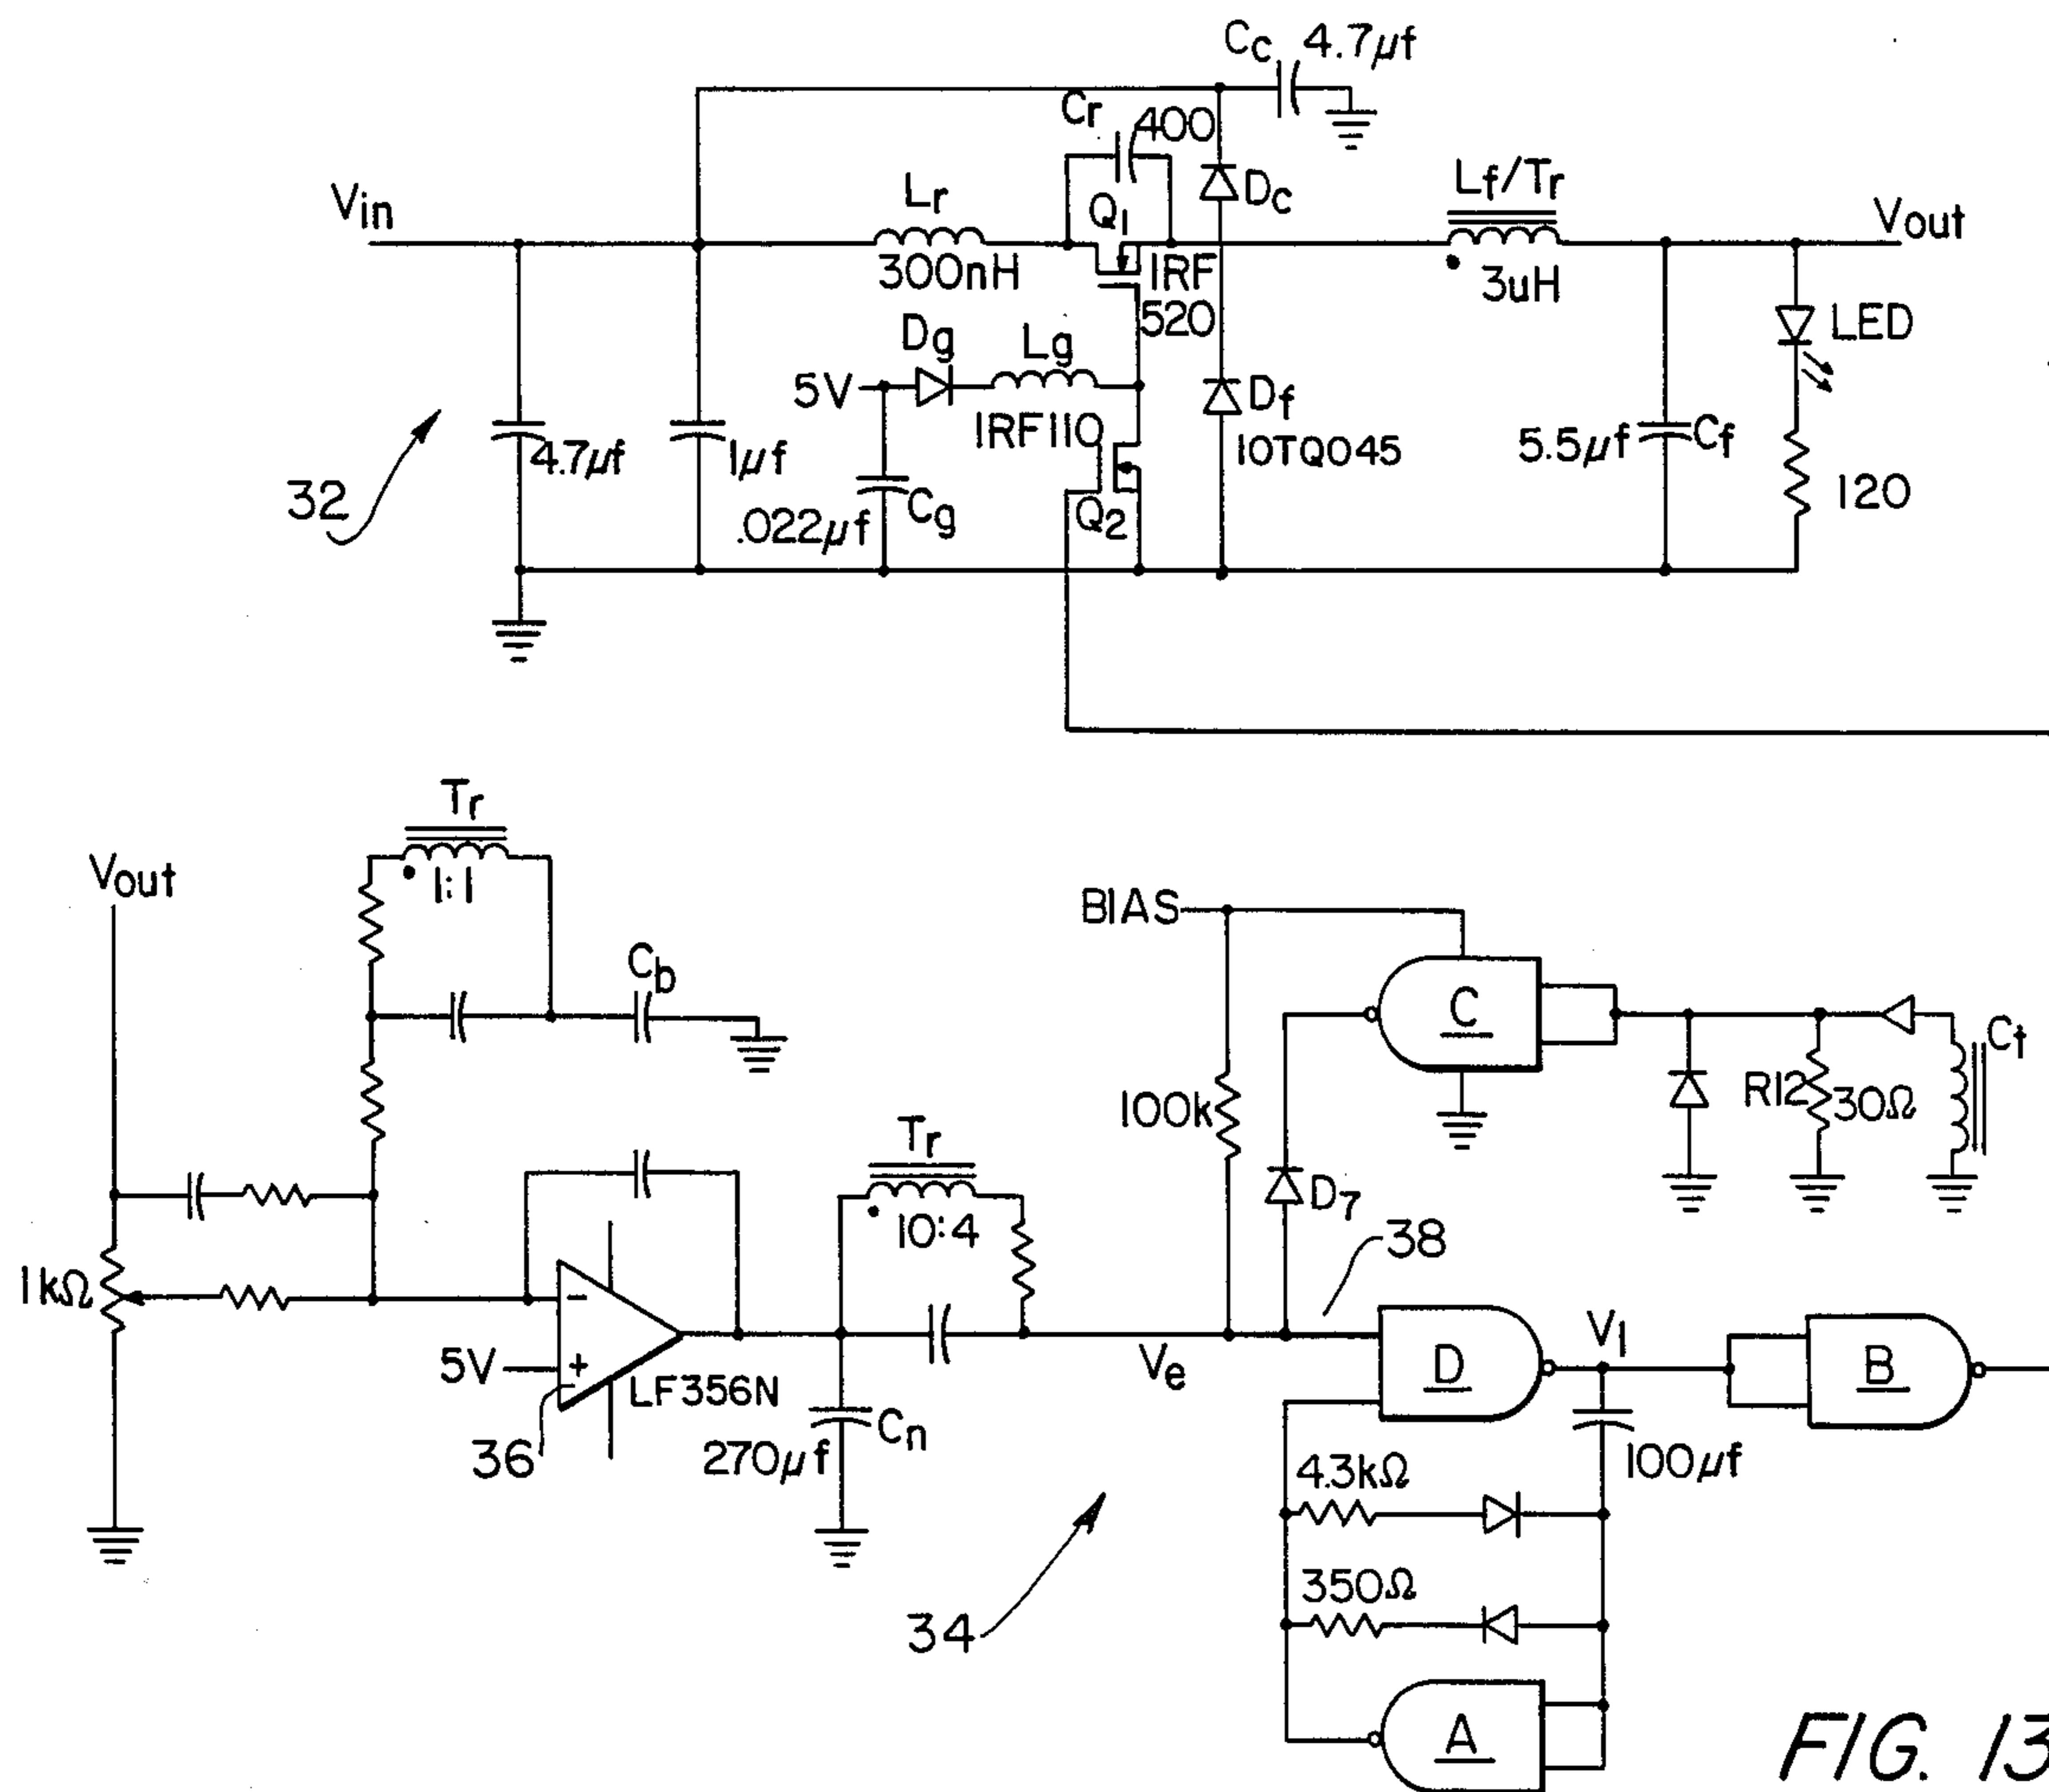 Cc 4.7µf
Cr
400
Vin
Lr
300nH
Q1
IRF
520
Dc
Lf/Tr
3uH
Vout
Dg
Lg
5V
IRF110
Df
10TQ045
LED
4.7µf
1µf
.022µf
Cg
Q2
5.5µf
Cf
120
32
Tr
1:1
Vout
Cb
BIAS
C
Ct
100k
R12
30Ω
D7
Tr
10:4
38
1kΩ
-
5V
+
LF356N
36
Ve
D
V1
B
Cn
270µf
100µf
4.3kΩ
350Ω
34
A
FIG. 13